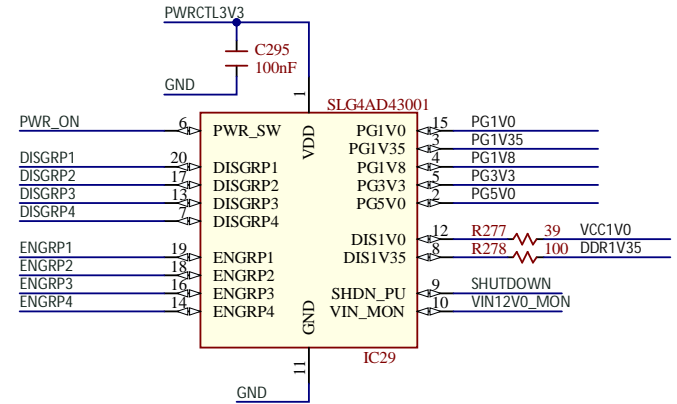 PWRCTL3V3
C295
100nF
GND
1
SLG4AD43001
VDD
PWR_ON 6 PWR_SW PG1V0 15 PG1V0
PG1V35 3 PG1V35
DISGRP1 20 DISGRP1 PG1V8 4 PG1V8
DISGRP2 17 DISGRP2 PG3V3 5 PG3V3
DISGRP3 13 DISGRP3 PG5V0 2 PG5V0
DISGRP4 7 DISGRP4
DIS1V0 12 R277 39 VCC1V0
ENGRP1 19 ENGRP1 DIS1V35 8 R278 100 DDR1V35
ENGRP2 18 ENGRP2
ENGRP3 16 ENGRP3 SHDN_PU 9 SHUTDOWN
ENGRP4 14 ENGRP4 VIN_MON 10 VIN12V0_MON
GND
IC29
11
GND